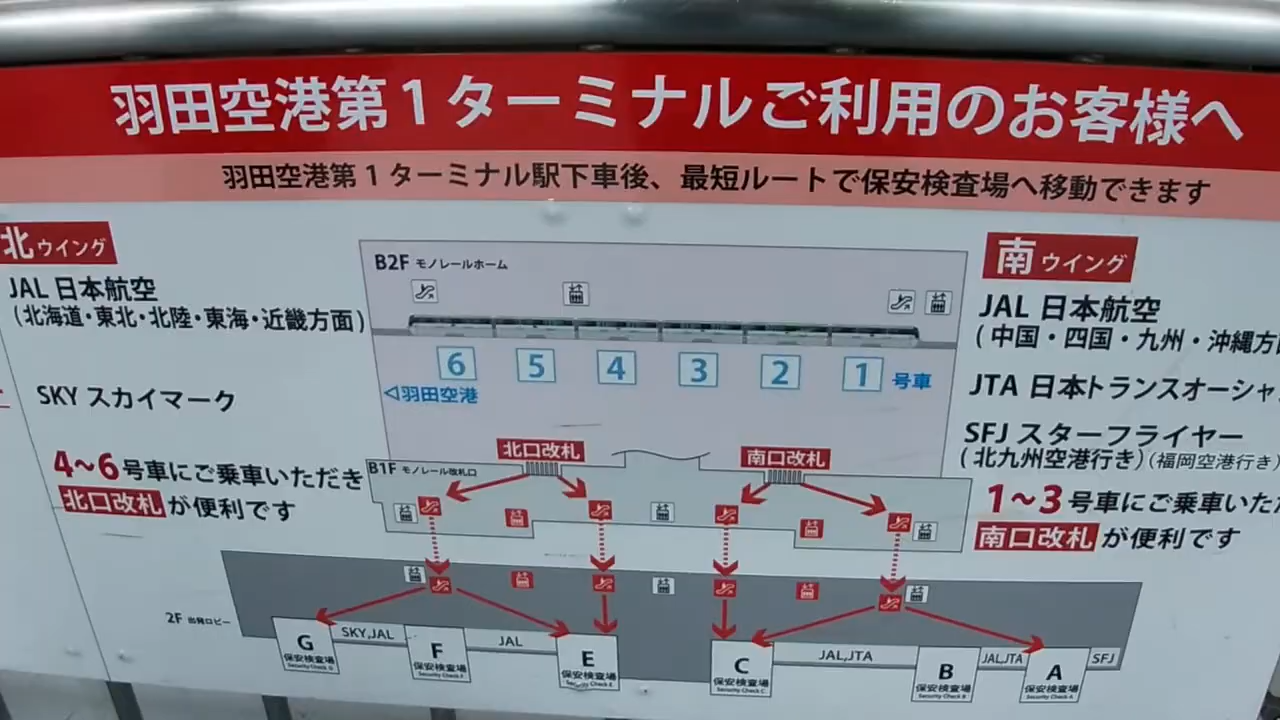 羽田空港第1ターミナルご利用のお客様へ
羽田空港第1ターミナル駅下車後、最短ルートで保安検査場へ移動できます
北ウイング
JAL 日本航空
(北海道・東北・北陸・東海・近畿方面)
SKY スカイマーク
4~6号車にご乗車いただき
北口改札が便利です
B2F モノレールホーム
6 5 4 3 2 1 号車
◁羽田空港
北口改札
南口改札
B1F モノレール改札口
2F 出発ロビー
G
保安検査場
Security Check G
SKY,JAL
F
保安検査場
Security Check F
JAL
E
保安検査場
Security Check E
C
保安検査場
Security Check C
JAL,JTA
B
保安検査場
Security Check B
JAL,JTA
A
保安検査場
Security Check A
SFJ
南ウイング
JAL 日本航空
(中国・四国・九州・沖縄方
JTA 日本トランスオーシャ
SFJ スターフライヤー
(北九州空港行き)(福岡空港行き)
1~3号車にご乗車いた
南口改札が便利です